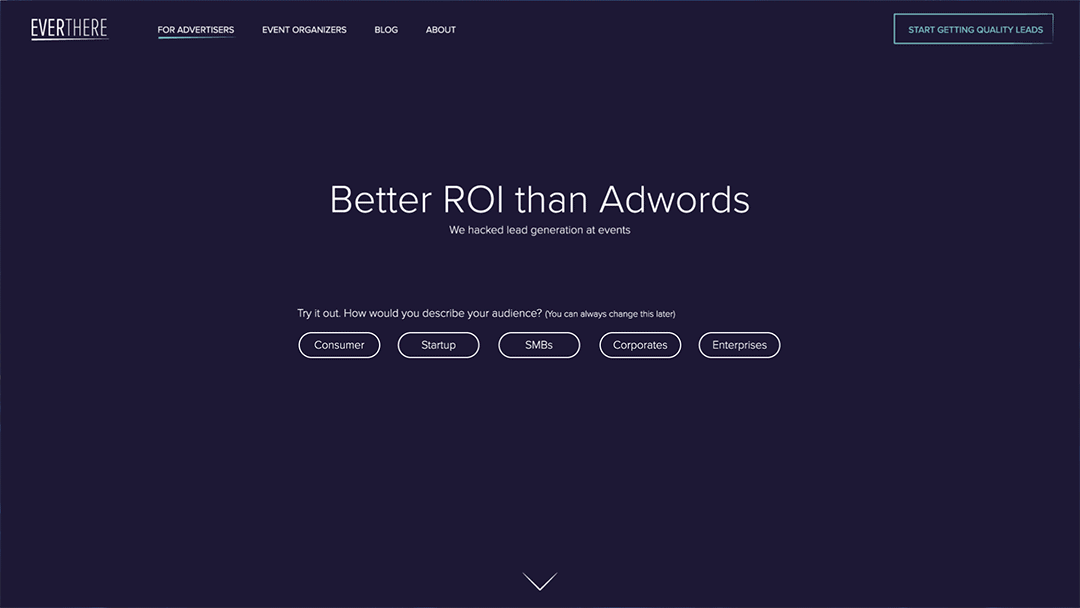 EVERTHERE
FOR ADVERTISERS EVENT ORGANIZERS BLOG ABOUT
START GETTING QUALITY LEADS
Better ROI than Adwords
We hacked lead generation at events
Try it out. How would you describe your audience? (You can always change this later)
Consumer Startup SMBs Corporates Enterprises